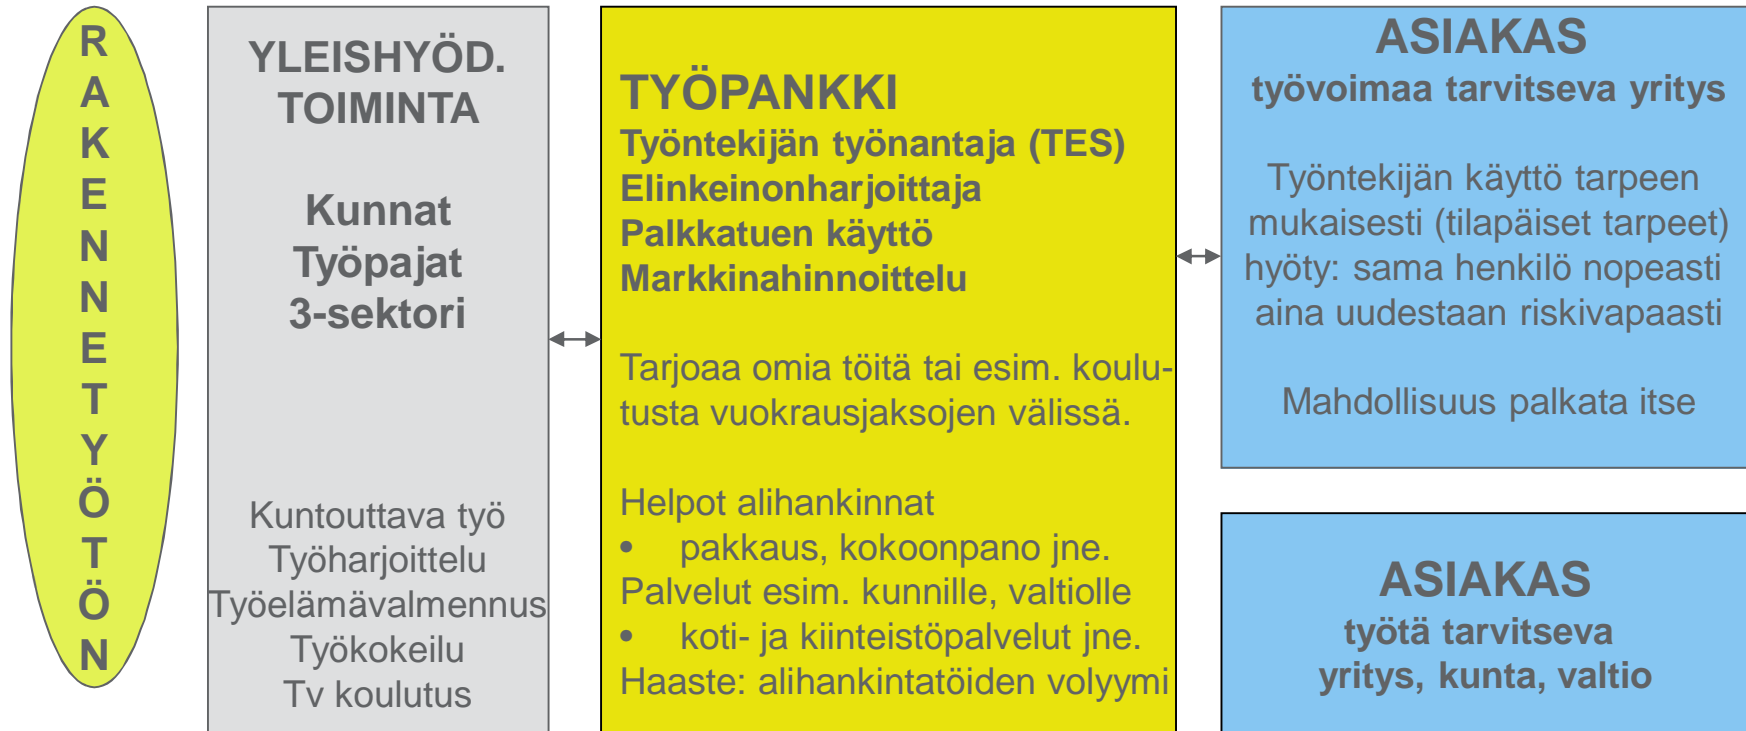 R
A
K
E
N
N
E
T
Y
Ö
T
Ö
N
YLEISHYÖD.
TOIMINTA
Kunnat
Työpajat
3-sektori
Kuntouttava työ
Työharjoittelu
Työelämävalmennus
Työkokeilu
Tv koulutus
TYÖPANKKI
Työntekijän työnantaja (TES)
Elinkeinonharjoittaja
Palkkatuen käyttö
Markkinahinnoittelu
Tarjoaa omia töitä tai esim. koulu-
tusta vuokrausjaksojen välissä.
Helpot alihankinnat
• pakkaus, kokoonpano jne.
Palvelut esim. kunnille, valtiolle
• koti- ja kiinteistöpalvelut jne.
Haaste: alihankintatöiden volyymi
ASIAKAS
työvoimaa tarvitseva yritys
Työntekijän käyttö tarpeen
mukaisesti (tilapäiset tarpeet)
hyöty: sama henkilö nopeasti
aina uudestaan riskivapaasti
Mahdollisuus palkata itse
ASIAKAS
työtä tarvitseva
yritys, kunta, valtio